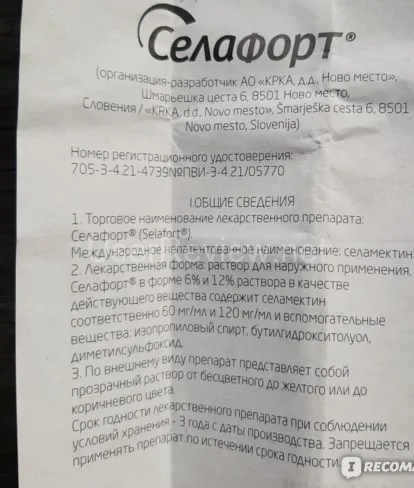 Селафорт®
(организация-разработчик АО «КРКА, д.д., Ново место»,
Шмарьешка цеста 6, 8501 Ново место,
Словения / «KRKA, d.d., Novo mesto», Šmarješka cesta 6, 8501
Novo mesto, Slovenija)
Номер регистрационного удостоверения:
705-3-4.21-4739№ПВИ-3-4.21/05770
I.ОБЩИЕ СВЕДЕНИЯ
1. Торговое наименование лекарственного препарата:
Селафорт® (Selafort®).
Международное непатентованное наименование: селамектин.
2. Лекарственная форма: раствор для наружного применения.
Селафорт® в форме 6% и 12% раствора в качестве
действующего вещества содержит селамектин
соответственно 60 мг/мл и 120 мг/мл и вспомогательные
вещества: изопропиловый спирт, бутилгидрокситолуол,
диметилсульфоксид.
3. По внешнему виду препарат представляет собой
прозрачный раствор от бесцветного до желтого или до
коричневого цвета.
Срок годности лекарственного препарата при соблюдении
условий хранения - 3 года с даты производства. Запрещается
применять препарат по истечении срока годности.
I RECOM